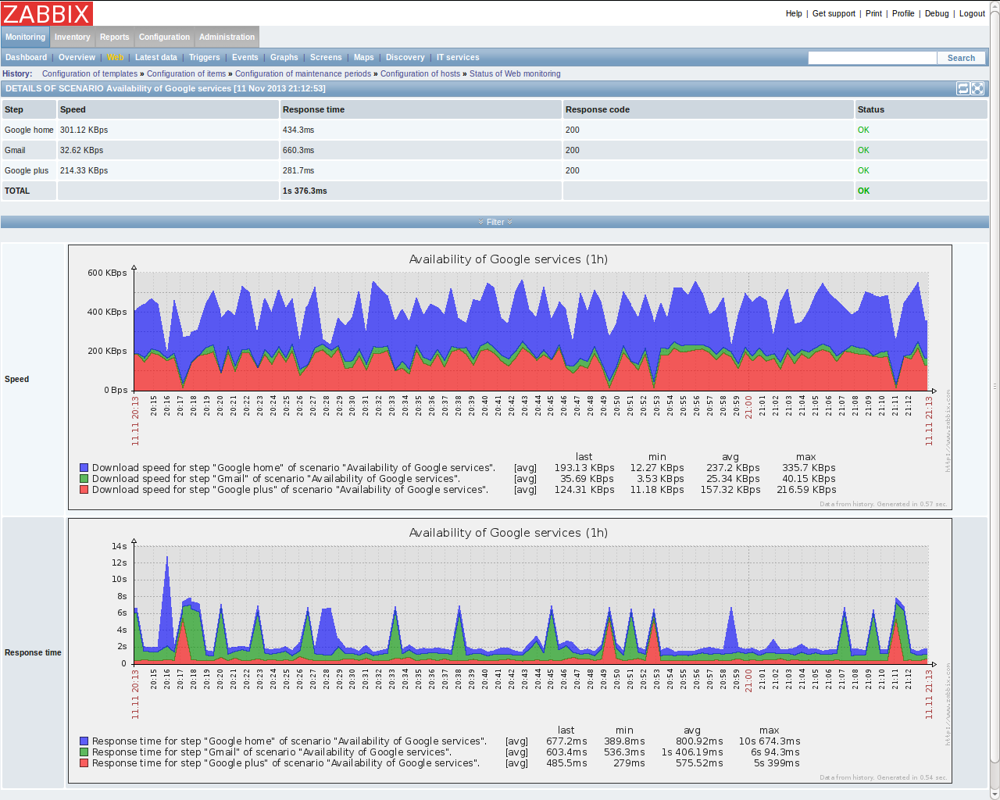 ZABBIX
Help | Get support | Print | Profile | Debug | Logout
Monitoring Inventory Reports Configuration Administration
Dashboard | Overview | Web | Latest data | Triggers | Events | Graphs | Screens | Maps | Discovery | IT services Search
History: Configuration of templates » Configuration of items » Configuration of maintenance periods » Configuration of hosts » Status of Web monitoring
DETAILS OF SCENARIO Availability of Google services [11 Nov 2013 21:12:53]
Step Speed Response time Response code Status
Google home 301.12 KBps 434.3ms 200 OK
Gmail 32.62 KBps 660.3ms 200 OK
Google plus 214.33 KBps 281.7ms 200 OK
TOTAL 1s 376.3ms OK
Filter
Speed
Availability of Google services (1h)
600 KBps
400 KBps
200 KBps
0 Bps
11.11 20:13 20:15 20:16 20:17 20:18 20:19 20:20 20:21 20:22 20:23 20:24 20:25 20:26 20:27 20:28 20:29 20:30 20:31 20:32 20:33 20:34 20:35 20:36 20:37 20:38 20:39 20:40 20:41 20:42 20:43 20:44 20:45 20:46 20:47 20:48 20:49 20:50 20:51 20:52 20:53 20:54 20:55 20:56 20:57 20:58 20:59 21:00 21:01 21:02 21:03 21:04 21:05 21:06 21:07 21:08 21:09 21:10 21:11 21:12 11.11 21:13
http://www.zabbix.com
last min avg max
Download speed for step "Google home" of scenario "Availability of Google services". [avg] 193.13 KBps 12.27 KBps 237.2 KBps 335.7 KBps
Download speed for step "Gmail" of scenario "Availability of Google services". [avg] 35.69 KBps 3.53 KBps 25.34 KBps 40.15 KBps
Download speed for step "Google plus" of scenario "Availability of Google services". [avg] 124.31 KBps 11.18 KBps 157.32 KBps 216.59 KBps
Data from history. Generated in 0.57 sec.
Response time
Availability of Google services (1h)
14s
12s
10s
8s
6s
4s
2s
0
11.11 20:13 20:15 20:16 20:17 20:18 20:19 20:20 20:21 20:22 20:23 20:24 20:25 20:26 20:27 20:28 20:29 20:30 20:31 20:32 20:33 20:34 20:35 20:36 20:37 20:38 20:39 20:40 20:41 20:42 20:43 20:44 20:45 20:46 20:47 20:48 20:49 20:50 20:51 20:52 20:53 20:54 20:55 20:56 20:57 20:58 20:59 21:00 21:01 21:02 21:03 21:04 21:05 21:06 21:07 21:08 21:09 21:10 21:11 21:12 11.11 21:13
http://www.zabbix.com
last min avg max
Response time for step "Google home" of scenario "Availability of Google services". [avg] 677.2ms 389.8ms 800.92ms 10s 674.3ms
Response time for step "Gmail" of scenario "Availability of Google services". [avg] 603.4ms 536.3ms 1s 406.19ms 6s 94.3ms
Response time for step "Google plus" of scenario "Availability of Google services". [avg] 485.5ms 279ms 575.52ms 5s 399ms
Data from history. Generated in 0.54 sec.